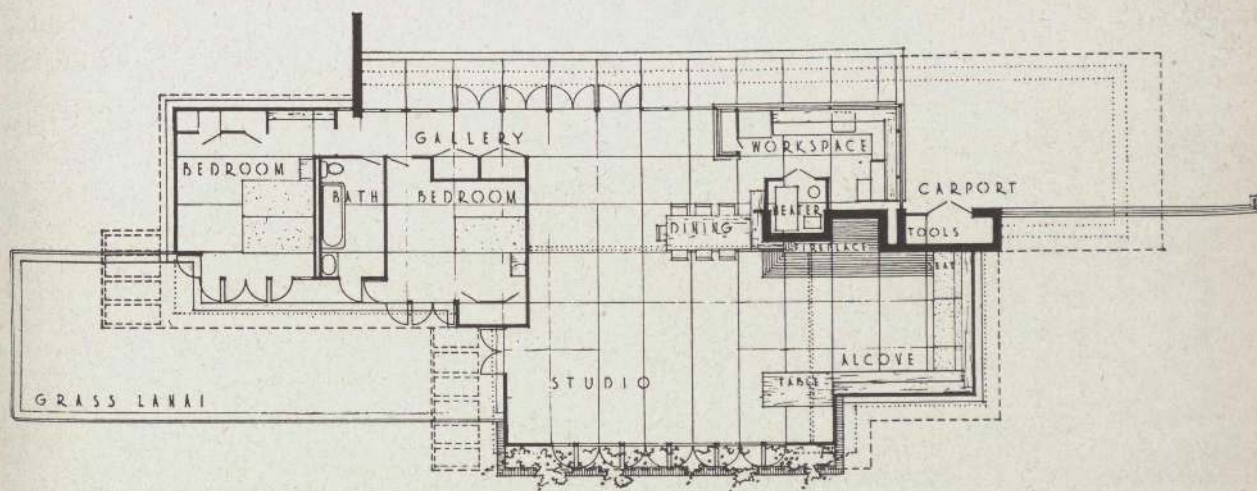 GALLERY
WORKSPACE
BEDROOM
BATH
BEDROOM
CARPORT
HEATER
DINING
TOOLS
FIREPLACE
ALCOVE
STUDIO
TABLE
GRASS LANAI